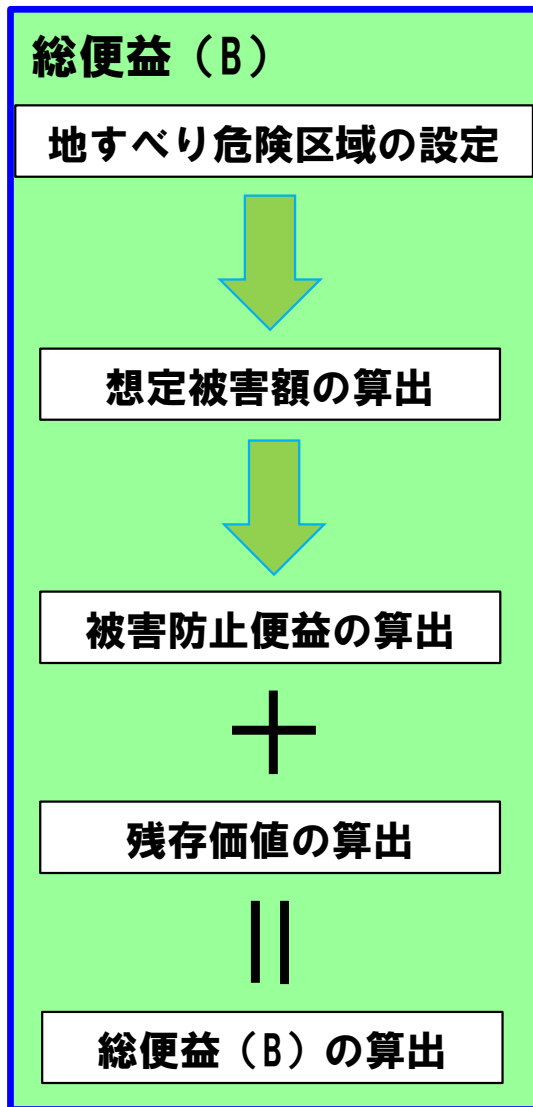 総便益（B）
地すべり危険区域の設定
想定被害額の算出
被害防止便益の算出
＋
残存価値の算出
＝
総便益（B）の算出